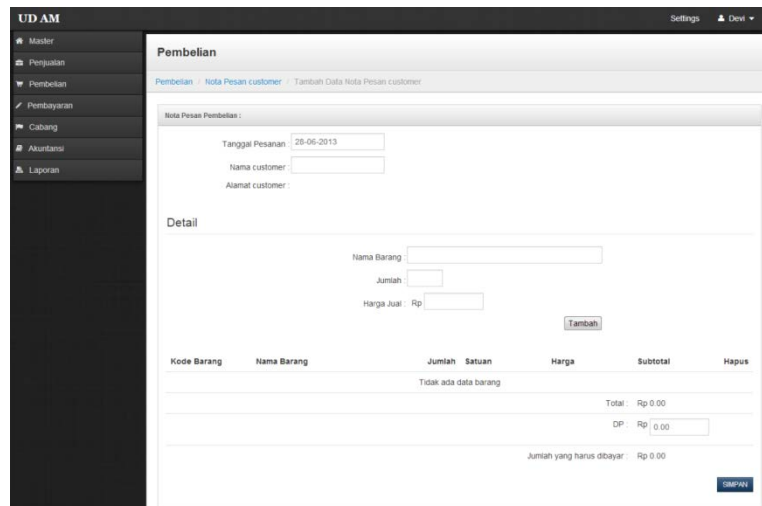 UD AM
Settings Devi
Master
Penjualan
Pembelian
Pembayaran
Cabang
Akuntansi
Laporan
Pembelian
Pembelian / Nota Pesan customer / Tambah Data Nota Pesan customer
Nota Pesan Pembelian :
Tanggal Pesanan : 28-06-2013
Nama customer :
Alamat customer :
Detail
Nama Barang :
Jumlah :
Harga Jual : Rp
Tambah
Kode Barang Nama Barang Jumlah Satuan Harga Subtotal Hapus
Tidak ada data barang
Total : Rp 0.00
DP : Rp 0.00
Jumlah yang harus dibayar : Rp 0.00
SIMPAN